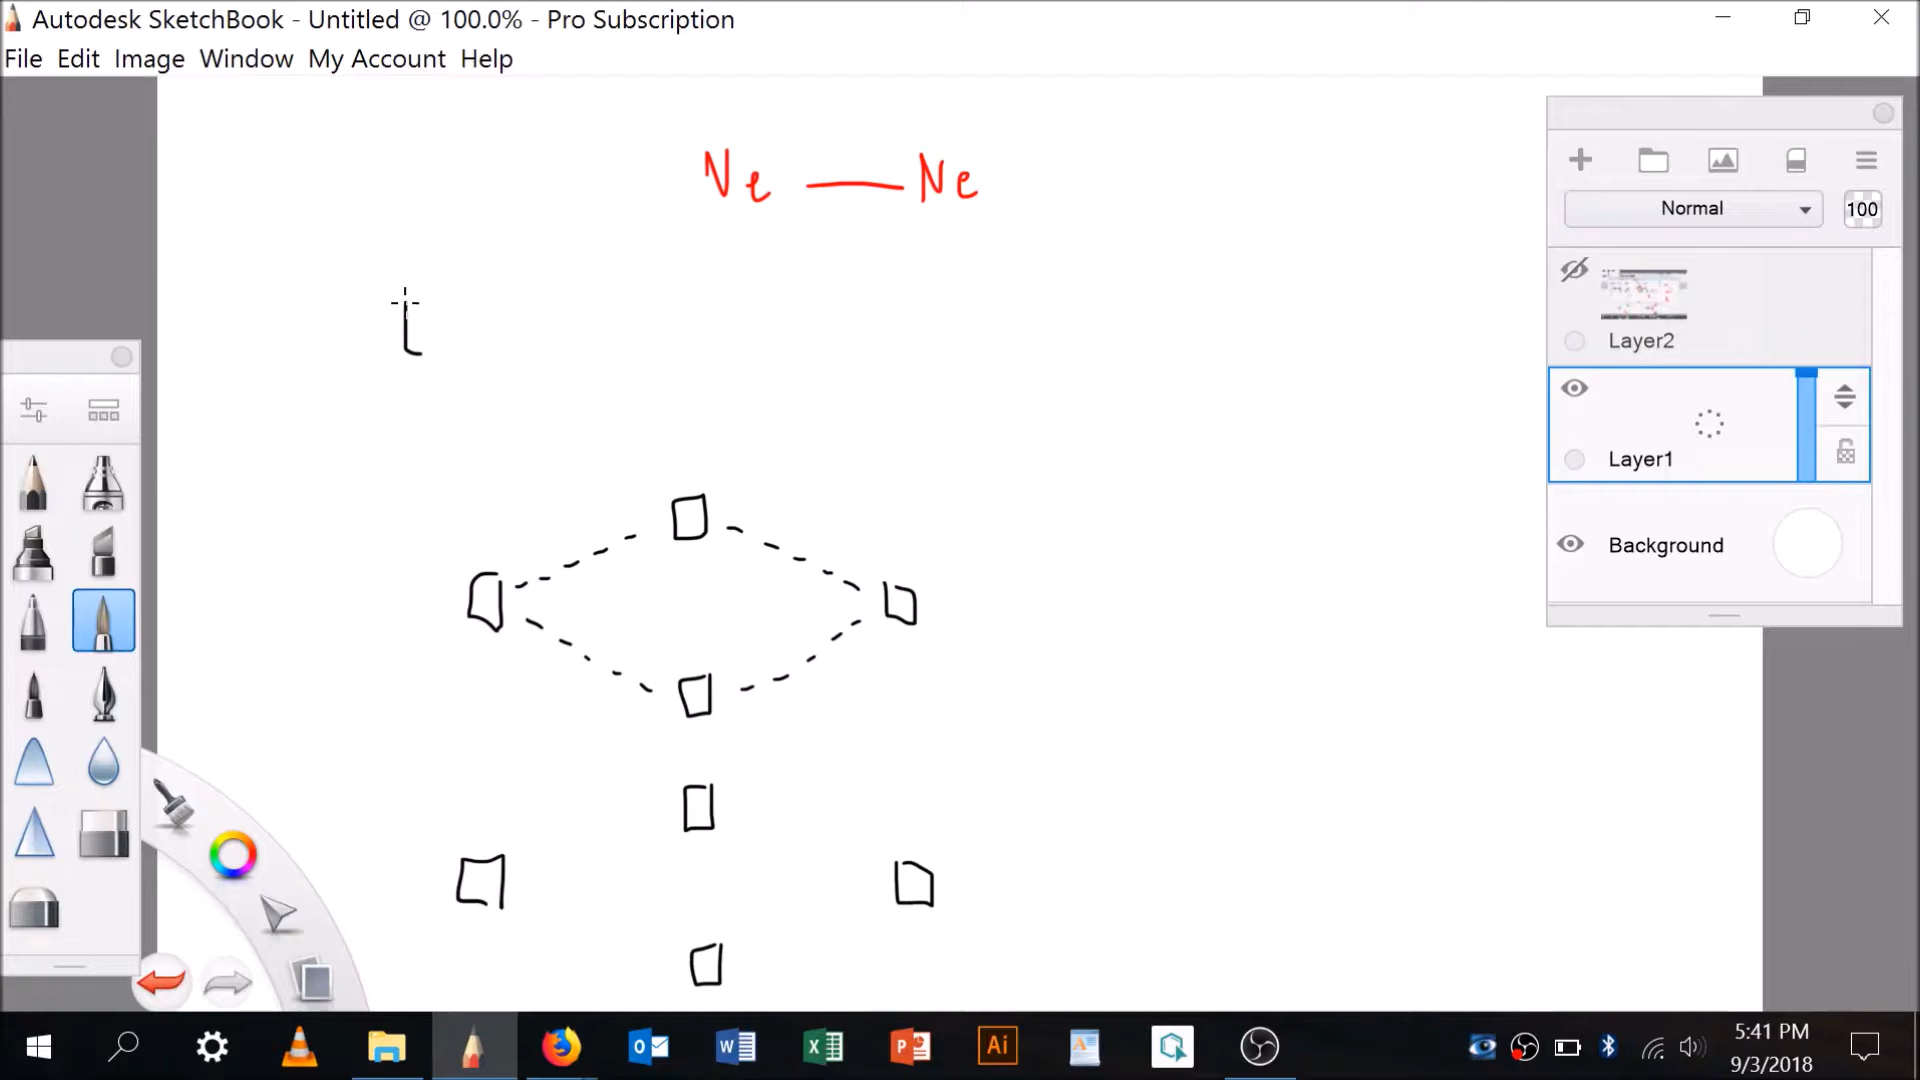 Autodesk SketchBook - Untitled @ 100.0% - Pro Subscription
File Edit Image Window My Account Help
Ne — Ne
Normal 100
Layer2
Layer1
Background
Ai
5:41 PM
9/3/2018